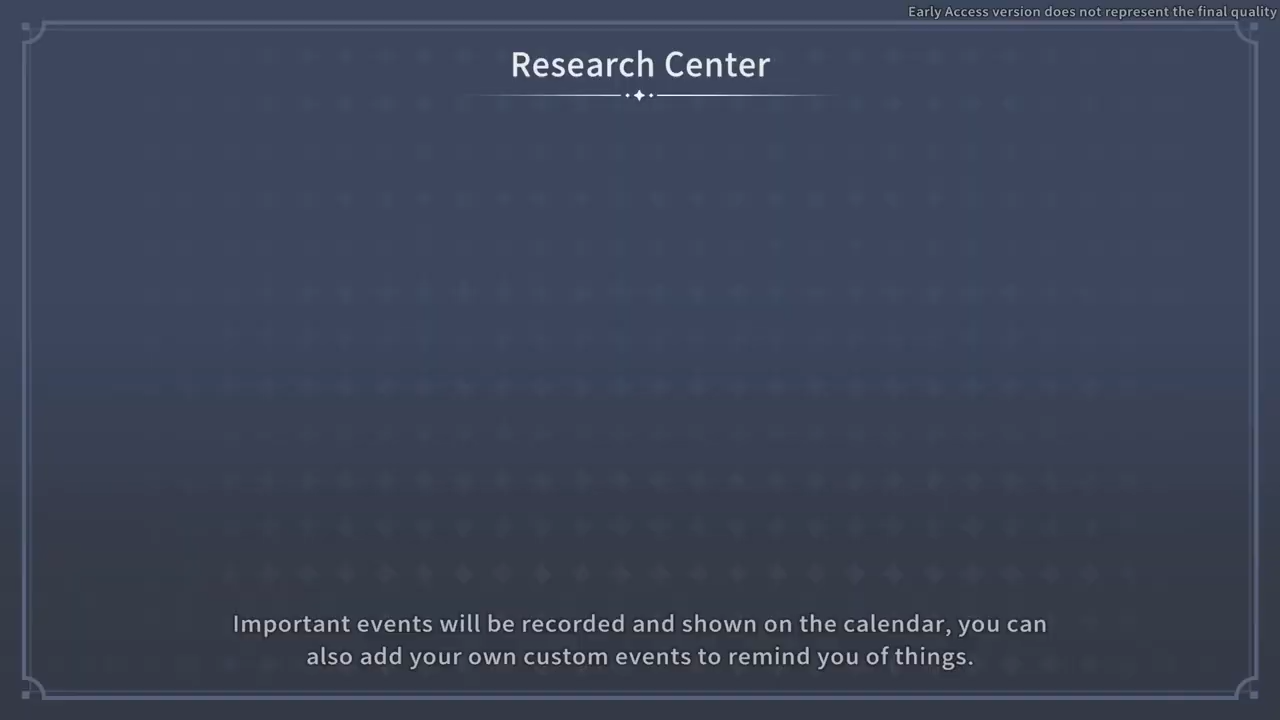 Early Access version does not represent the final quality
Research Center
Important events will be recorded and shown on the calendar, you can
also add your own custom events to remind you of things.